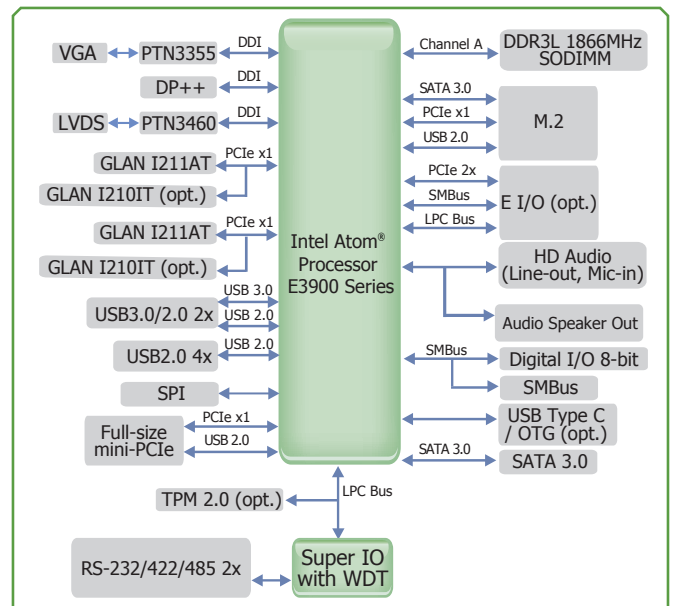 VGA PTN3355 DDI
DP++ DDI
LVDS PTN3460 DDI
GLAN I211AT PCIe x1
GLAN I210IT (opt.)
GLAN I211AT PCIe x1
GLAN I210IT (opt.)
USB3.0/2.0 2x USB 3.0
USB 2.0
USB2.0 4x USB 2.0
SPI
Full-size
mini-PCIe
PCIe x1
USB 2.0
Intel Atom®
Processor
E3900 Series
Channel A DDR3L 1866MHz
SODIMM
SATA 3.0
PCIe x1
USB 2.0
M.2
PCIe 2x
SMBus
LPC Bus
E I/O (opt.)
HD Audio
(Line-out, Mic-in)
Audio Speaker Out
SMBus Digital I/O 8-bit
SMBus
USB Type C
/ OTG (opt.)
SATA 3.0 SATA 3.0
TPM 2.0 (opt.) LPC Bus
RS-232/422/485 2x
Super IO
with WDT